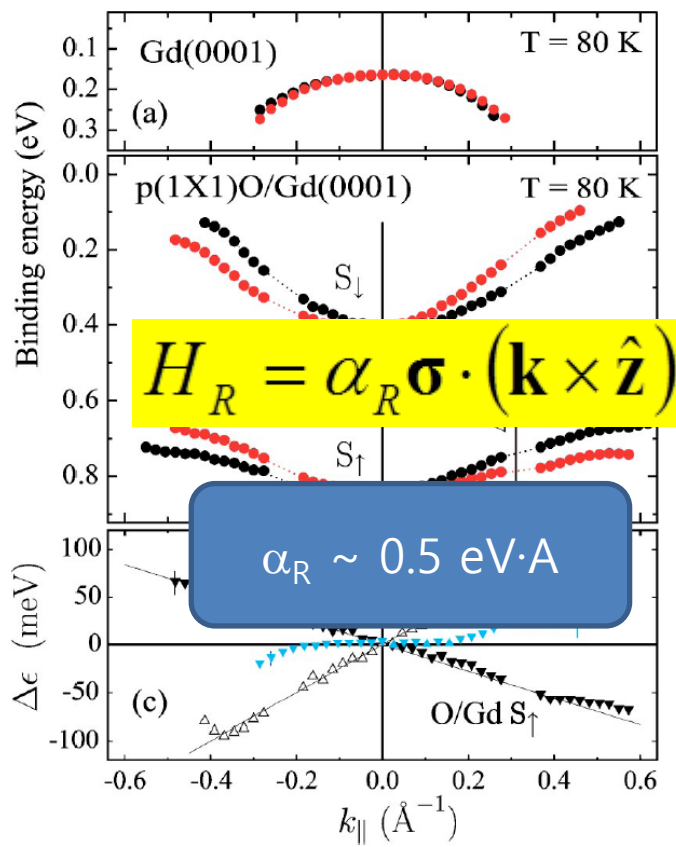 Gd(0001)
T = 80 K
0.1
0.2
0.3
(a)
p(1X1)O/Gd(0001)
T = 80 K
0.0
0.2
0.4
0.6
0.8
S↓
S↑
Binding energy (eV)
H_R = α_R σ · (k × ẑ)
α_R ~ 0.5 eV·A
100
50
0
-50
-100
Δϵ (meV)
(c)
O/Gd S↑
-0.6 -0.4 -0.2 0.0 0.2 0.4 0.6
k_∥ (Å⁻¹)